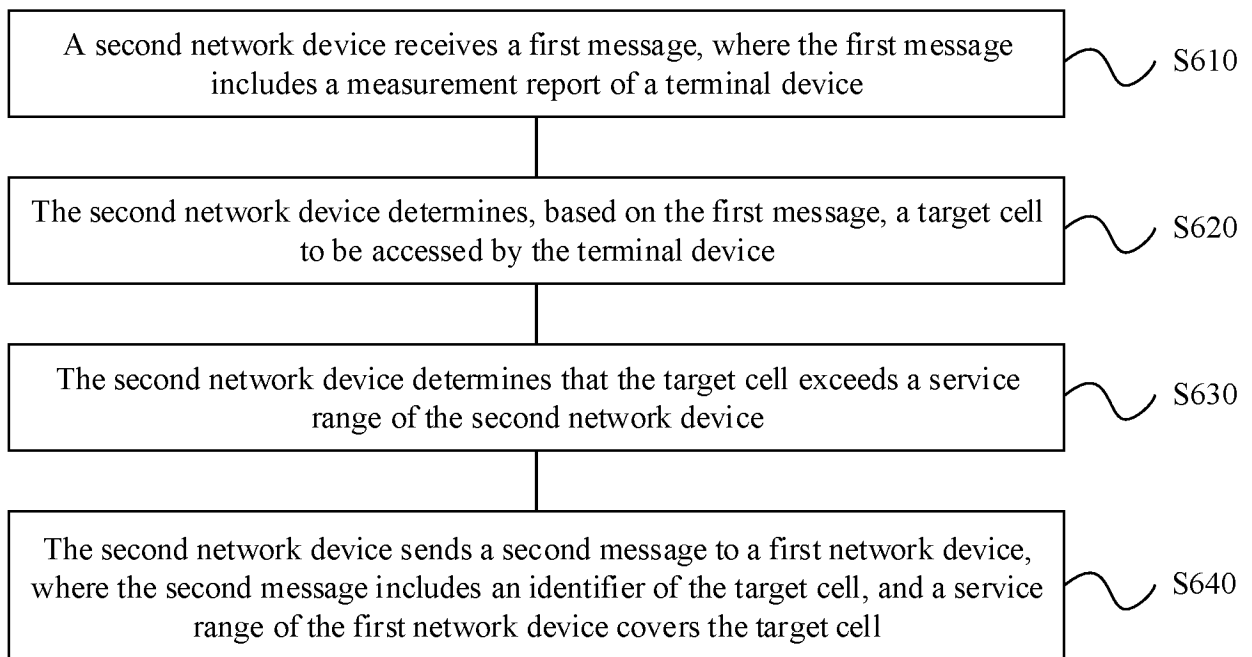 A second network device receives a first message, where the first message
includes a measurement report of a terminal device
S610
The second network device determines, based on the first message, a target cell
to be accessed by the terminal device
S620
The second network device determines that the target cell exceeds a service
range of the second network device
S630
The second network device sends a second message to a first network device,
where the second message includes an identifier of the target cell, and a service
range of the first network device covers the target cell
S640